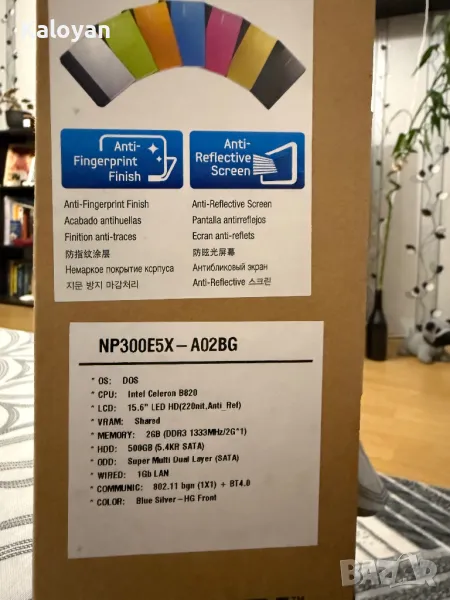 kaloyan
Anti-
Fingerprint
Finish
Anti-
Reflective
Screen
Anti-Fingerprint Finish
Acabado antihuellas
Finition anti-traces
防指纹涂层
Немаркое покрытие корпуса
지문 방지 마감처리
Anti-Reflective Screen
Pantalla antirreflejos
Ecran anti-reflets
防眩光屏幕
Антибликовый экран
Anti-Reflective 스크린
NP300E5X-A02BG
* OS: DOS
* CPU: Intel Celeron B820
* LCD: 15.6" LED HD(220nit,Anti_Ref)
* VRAM: Shared
* MEMORY: 2GB (DDR3 1333MHz/2G*1)
* HDD: 500GB (5.4KR SATA)
* ODD: Super Multi Dual Layer (SATA)
* WIRED: 1Gb LAN
* COMMUNIC: 802.11 bgn (1X1) + BT4.0
* COLOR: Blue Silver-HG Front
BAZAR.BG